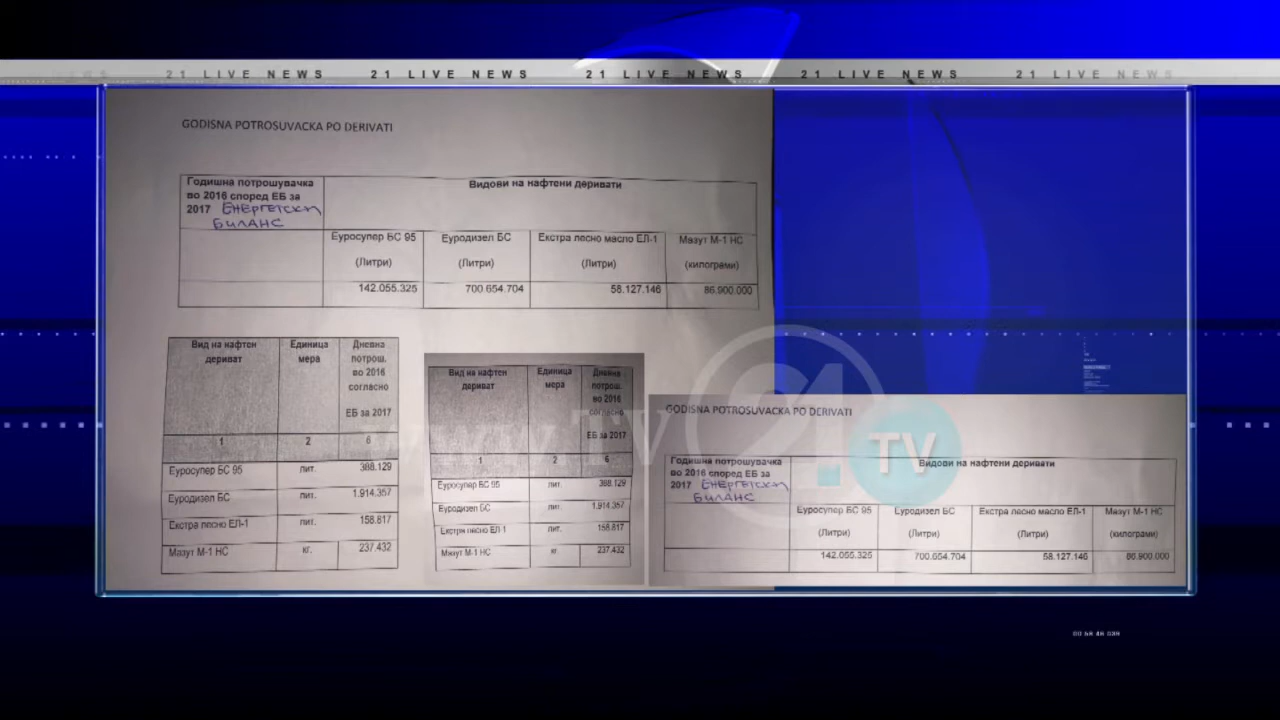 21 LIVE NEWS 21 LIVE NEWS 21 LIVE NEWS 21 LIVE NEWS 21 LIVE NEWS
GODISNA POTROSUVACKA PO DERIVATI
Годишна потрошувачка
во 2016 според ЕБ за
2017 ЕНЕРГЕТСКИ
БИЛАНС
Видови на нафтени деривати
Еуросупер БС 95 Еуродизел БС Екстра лесно масло ЕЛ-1 Мазут М-1 НС
(Литри) (Литри) (Литри) (килограми)
142.055.325 700.654.704 58.127.146 86.900.000
Вид на нафтен
дериват
Единица
мера
Дневна
потрош.
во 2016
согласно
ЕБ за 2017
1 2 6
Еуросупер БС 95 лит. 388.129
Еуродизел БС лит. 1.914.357
Екстра лесно ЕЛ-1 лит. 158.817
Мазут М-1 НС кг. 237.432
Вид на нафтен
дериват
Единица
мера
Дневна
потрош.
во 2016
согласно
ЕБ за 2017
1 2 6
Еуросупер БС 95 лит. 388.129
Еуродизел БС лит. 1.914.357
Екстра лесно ЕЛ-1 лит. 158.817
Мазут М-1 НС кг. 237.432
GODISNA POTROSUVACKA PO DERIVATI
Годишна потрошувачка
во 2016 според ЕБ за
2017 ЕНЕРГЕТСКИ
БИЛАНС
Видови на нафтени деривати
Еуросупер БС 95 Еуродизел БС Екстра лесно масло ЕЛ-1 Мазут М-1 НС
(Литри) (Литри) (Литри) (килограми)
142.055.325 700.654.704 58.127.146 86.900.000
www.TV21.TV